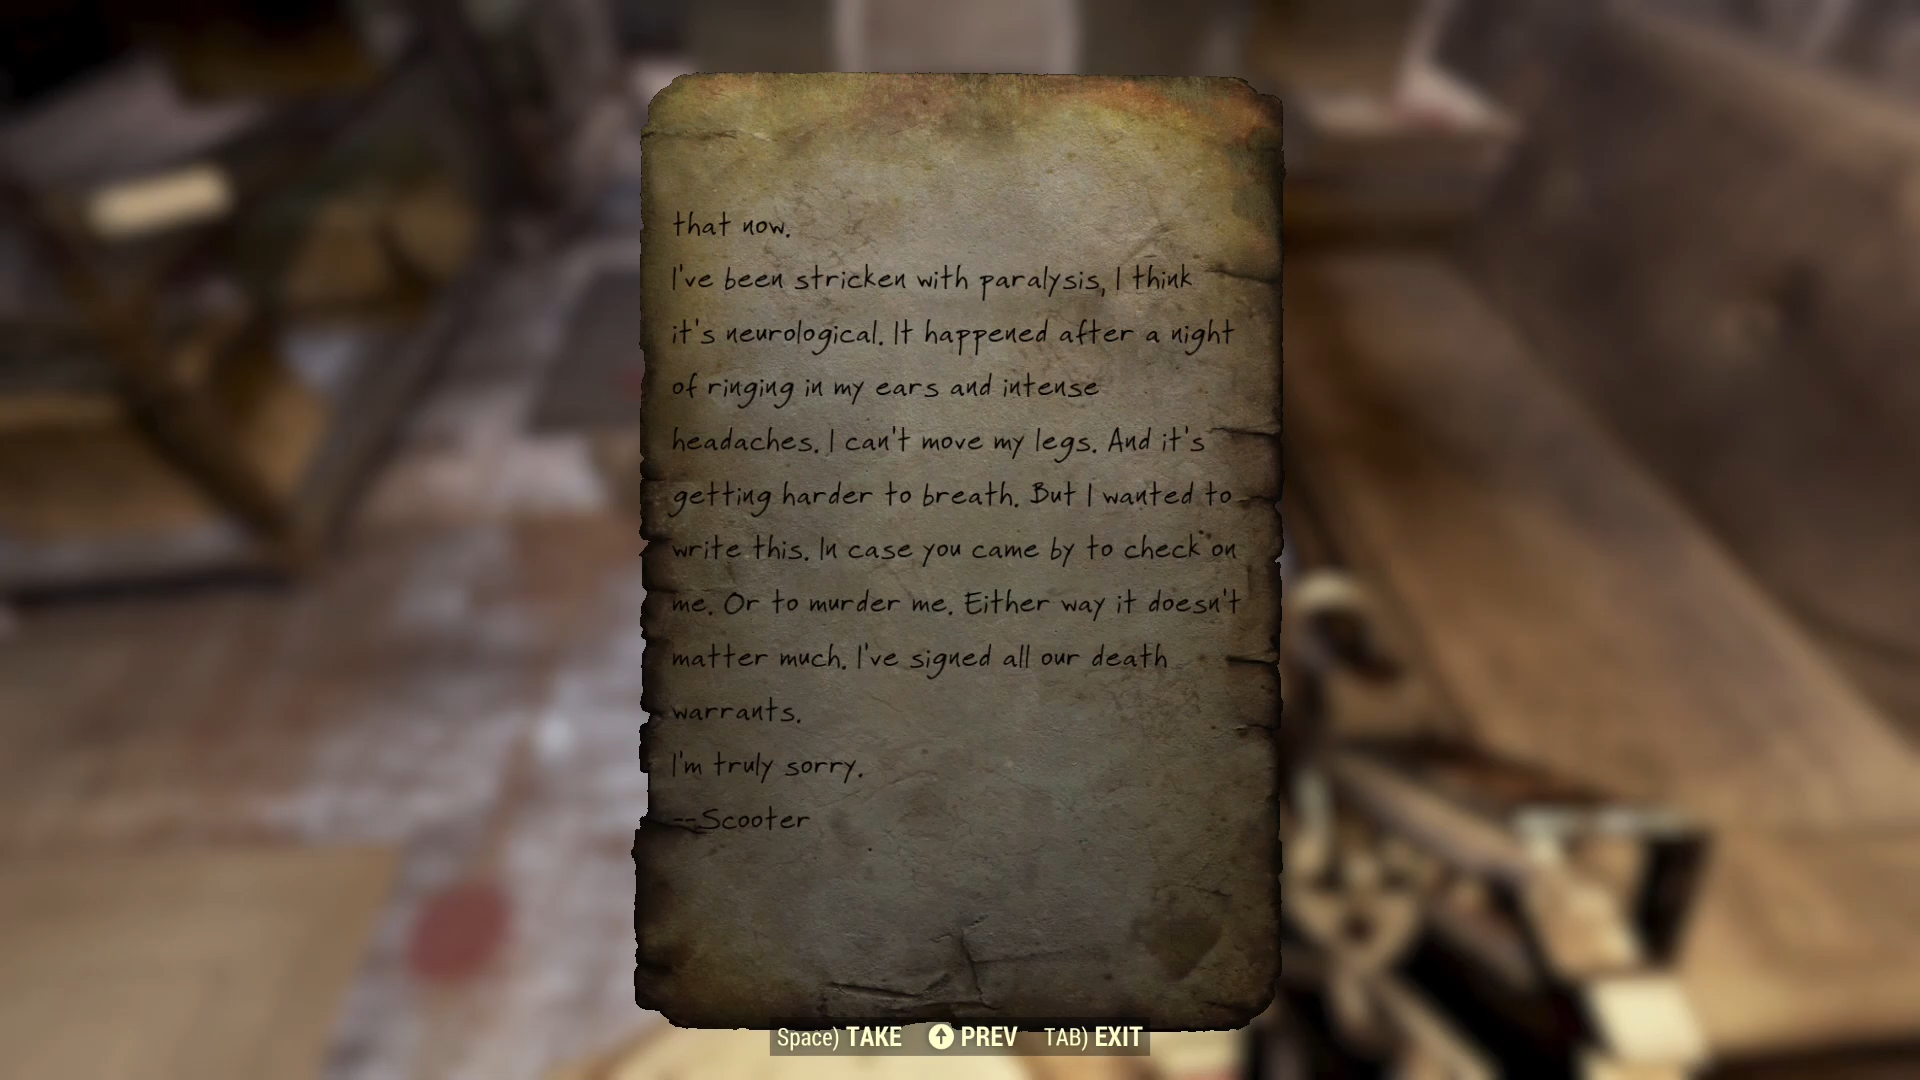 that now.
I've been stricken with paralysis, I think
it's neurological. It happened after a night
of ringing in my ears and intense
headaches. I can't move my legs. And it's
getting harder to breath. But I wanted to
write this. In case you came by to check on
me. Or to murder me. Either way it doesn't
matter much. I've signed all our death
warrants.
I'm truly sorry.
--Scooter
Space) TAKE PREV TAB) EXIT